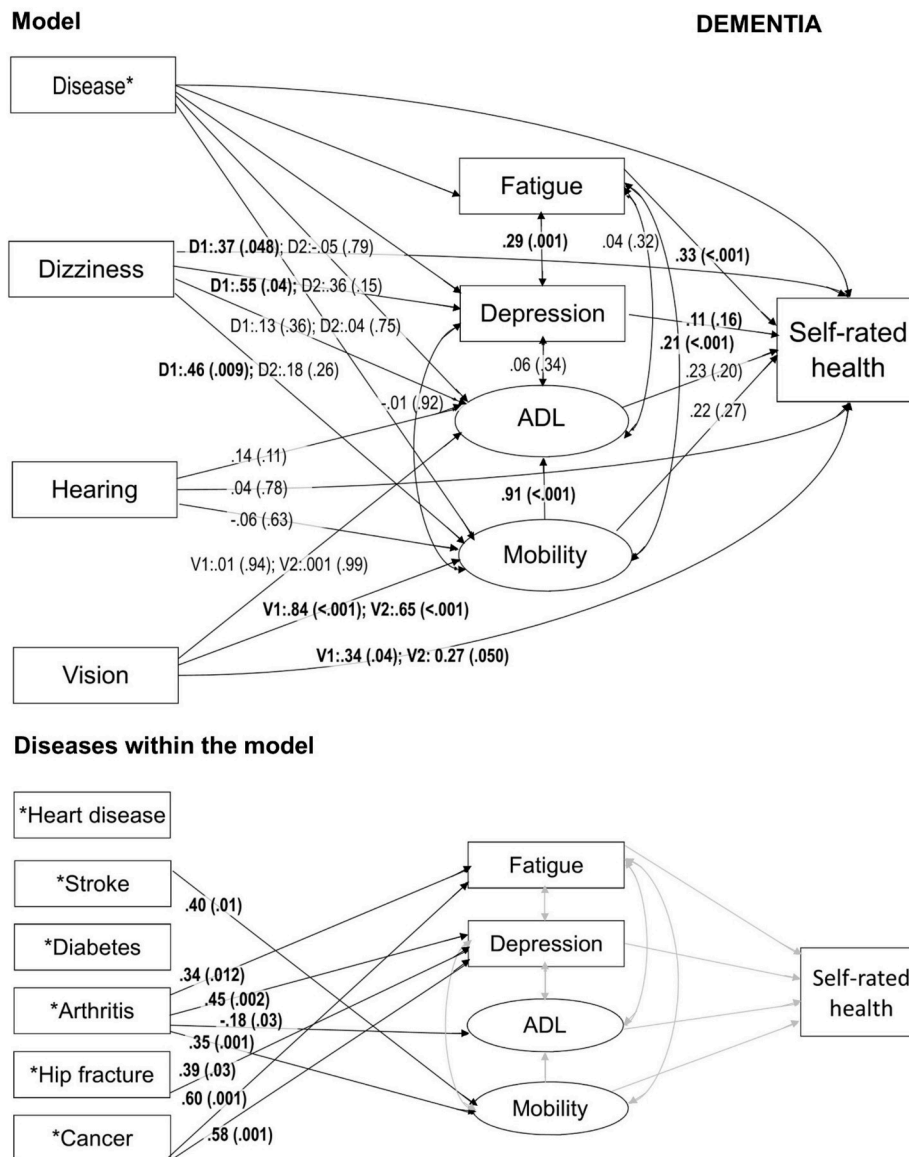 Model
DEMENTIA
Disease*
Fatigue
.29 (.001)
.04 (.32)
.33 (<.001)
D1:.37 (.048); D2:-.05 (.79)
Dizziness
D1:.55 (.04); D2:.36 (.15)
Depression
.11 (.16)
Self-rated
health
D1:.13 (.36); D2:.04 (.75)
.21 (<.001)
D1:.46 (.009); D2:.18 (.26)
.06 (.34)
.23 (.20)
-.01 (.92)
ADL
.22 (.27)
.14 (.11)
Hearing
.04 (.78)
.91 (<.001)
-.06 (.63)
Mobility
V1:.01 (.94); V2:.001 (.99)
V1:.84 (<.001); V2:.65 (<.001)
Vision
V1:.34 (.04); V2: 0.27 (.050)
Diseases within the model
*Heart disease
Fatigue
*Stroke
.40 (.01)
*Diabetes
Depression
.34 (.012)
Self-rated
health
.45 (.002)
*Arthritis
-.18 (.03)
ADL
.35 (.001)
*Hip fracture
.39 (.03)
.60 (.001)
Mobility
*Cancer
.58 (.001)